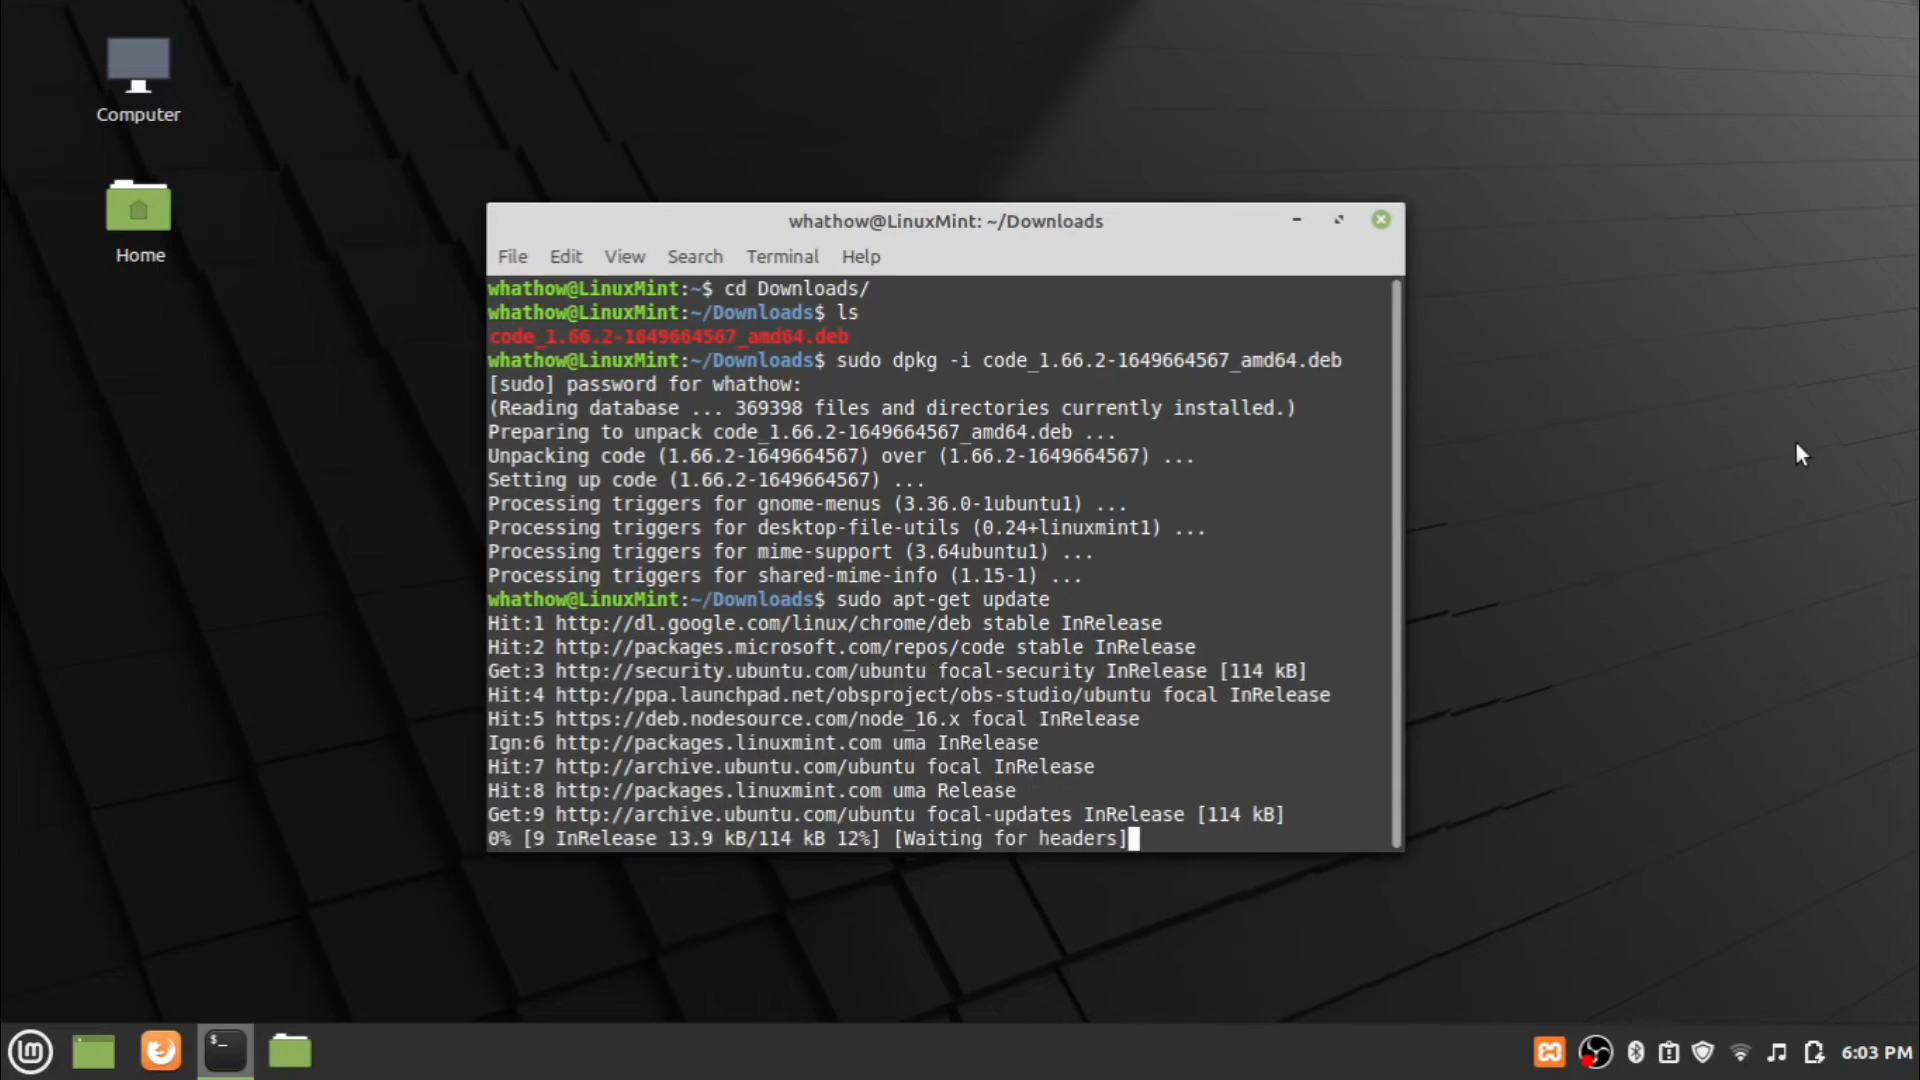 Computer
Home
whathow@LinuxMint: ~/Downloads
File Edit View Search Terminal Help
whathow@LinuxMint:~$ cd Downloads/
whathow@LinuxMint:~/Downloads$ ls
code_1.66.2-1649664567_amd64.deb
whathow@LinuxMint:~/Downloads$ sudo dpkg -i code_1.66.2-1649664567_amd64.deb
[sudo] password for whathow:
(Reading database ... 369398 files and directories currently installed.)
Preparing to unpack code_1.66.2-1649664567_amd64.deb ...
Unpacking code (1.66.2-1649664567) over (1.66.2-1649664567) ...
Setting up code (1.66.2-1649664567) ...
Processing triggers for gnome-menus (3.36.0-1ubuntu1) ...
Processing triggers for desktop-file-utils (0.24+linuxmint1) ...
Processing triggers for mime-support (3.64ubuntu1) ...
Processing triggers for shared-mime-info (1.15-1) ...
whathow@LinuxMint:~/Downloads$ sudo apt-get update
Hit:1 http://dl.google.com/linux/chrome/deb stable InRelease
Hit:2 http://packages.microsoft.com/repos/code stable InRelease
Get:3 http://security.ubuntu.com/ubuntu focal-security InRelease [114 kB]
Hit:4 http://ppa.launchpad.net/obsproject/obs-studio/ubuntu focal InRelease
Hit:5 https://deb.nodesource.com/node_16.x focal InRelease
Ign:6 http://packages.linuxmint.com uma InRelease
Hit:7 http://archive.ubuntu.com/ubuntu focal InRelease
Hit:8 http://packages.linuxmint.com uma Release
Get:9 http://archive.ubuntu.com/ubuntu focal-updates InRelease [114 kB]
0% [9 InRelease 13.9 kB/114 kB 12%] [Waiting for headers]
$_
6:03 PM